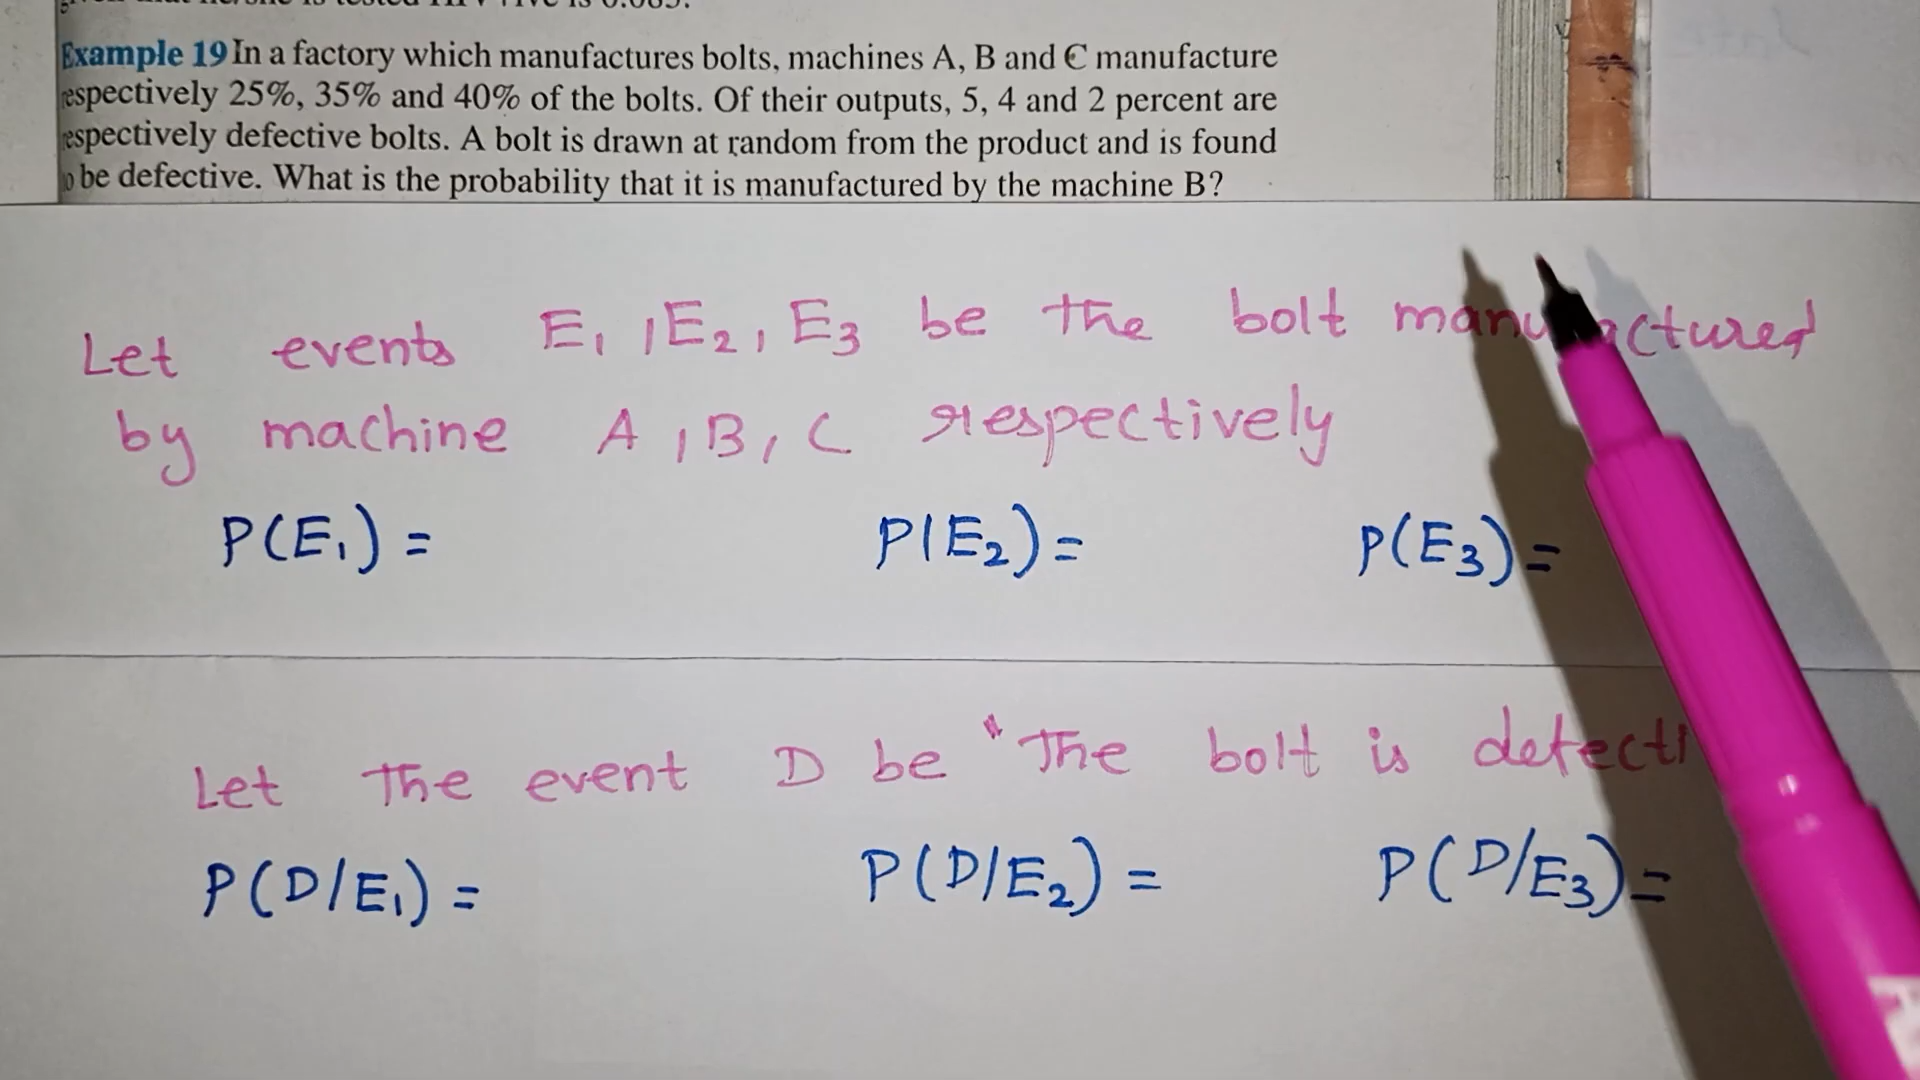 Example 19 In a factory which manufactures bolts, machines A, B and C manufacture
respectively 25%, 35% and 40% of the bolts. Of their outputs, 5, 4 and 2 percent are
respectively defective bolts. A bolt is drawn at random from the product and is found
to be defective. What is the probability that it is manufactured by the machine B?
Let events E₁, E₂, E₃ be the bolt manufactured
by machine A, B, C respectively
P(E₁) = P(E₂) = P(E₃) =
Let the event D be "The bolt is defecti
P(D/E₁) = P(D/E₂) = P(D/E₃) =